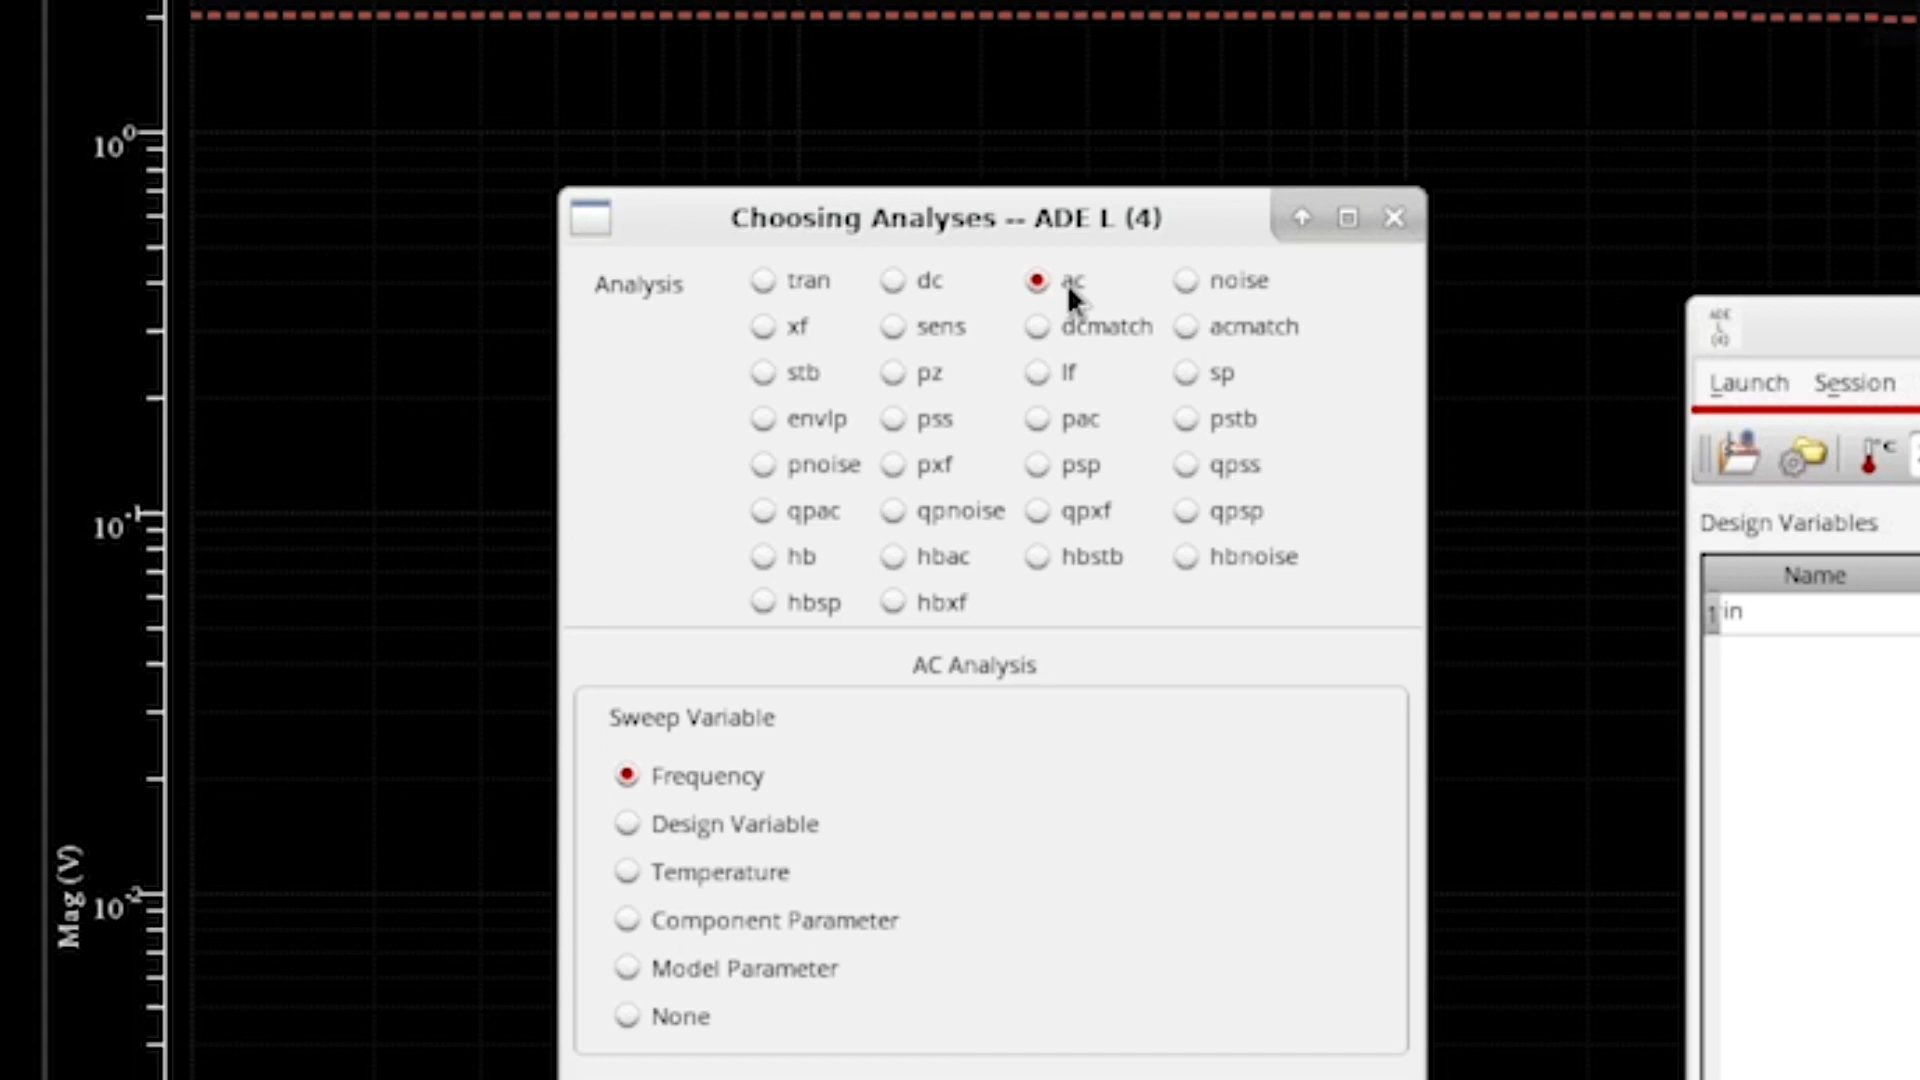 10⁰
10⁻¹
10⁻²
Mag (V)
Choosing Analyses -- ADE L (4)
Analysis
tran dc ac noise
xf sens dcmatch acmatch
stb pz lf sp
envlp pss pac pstb
pnoise pxf psp qpss
qpac qpnoise qpxf qpsp
hb hbac hbstb hbnoise
hbsp hbxf
AC Analysis
Sweep Variable
Frequency
Design Variable
Temperature
Component Parameter
Model Parameter
None
ADE
L
(4)
Launch Session
Design Variables
Name
1 in